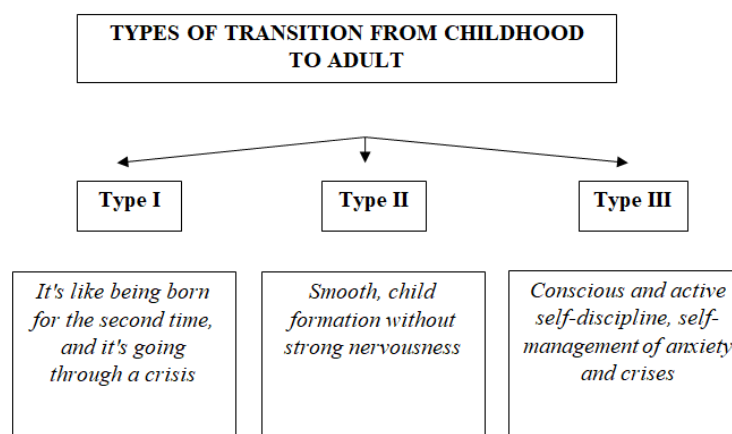 TYPES OF TRANSITION FROM CHILDHOOD
TO ADULT
Type I
Type II
Type III
It's like being born
for the second time,
and it's going
through a crisis
Smooth, child
formation without
strong nervousness
Conscious and active
self-discipline, self-
management of anxiety
and crises